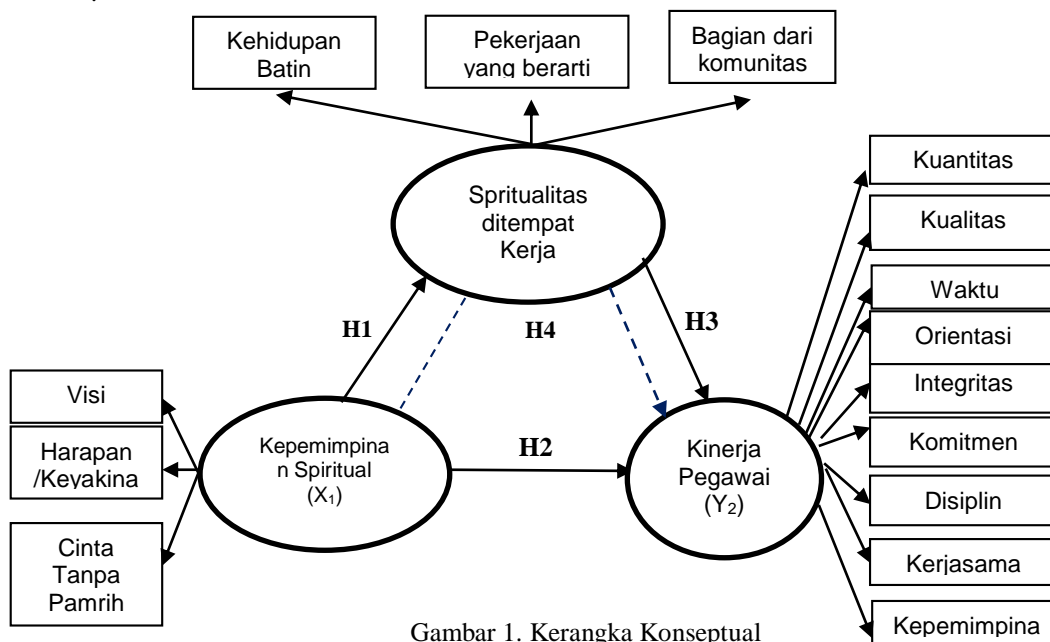 Kehidupan
Batin
Pekerjaan
yang berarti
Bagian dari
komunitas
Spritualitas
ditempat
Kerja
Kuantitas
Kualitas
Waktu
Orientasi
Integritas
Komitmen
Disiplin
Kerjasama
Kepemimpina
H1
H4
H3
H2
Visi
Harapan
/Keyakina
Cinta
Tanpa
Pamrih
Kepemimpina
n Spiritual
(X₁)
Kinerja
Pegawai
(Y₂)
Gambar 1. Kerangka Konseptual